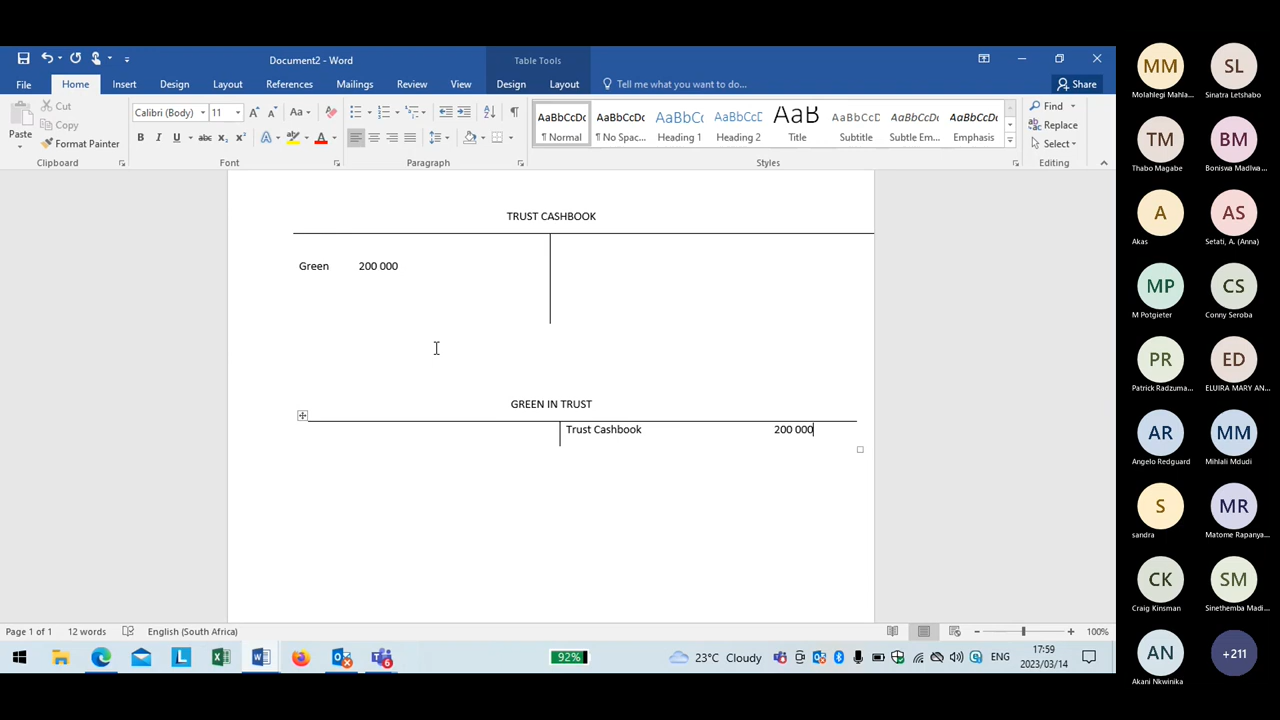 Document2 - Word
Table Tools
File Home Insert Design Layout References Mailings Review View Design Layout Tell me what you want to do... Share
Paste
Cut
Copy
Format Painter
Clipboard
Calibri (Body) 11
Font
Paragraph
AaBbCcDc AaBbCcDc AaBbCc AaBbCcD AaB AaBbCcD AaBbCcD AaBbCcDc
¶ Normal ¶ No Spac... Heading 1 Heading 2 Title Subtitle Subtle Em... Emphasis
Styles
Find
Replace
Select
Editing
TRUST CASHBOOK
Green 200 000
GREEN IN TRUST
Trust Cashbook 200 000
Page 1 of 1 12 words English (South Africa) 100%
92% 23°C Cloudy ENG 17:59
2023/03/14
MM SL
Molahlegi Mahla... Sinatra Letshabo
TM BM
Thabo Magabe Boniswa Madlwa...
A AS
Akas Setati, A. (Anna)
MP CS
M Potgieter Conny Seroba
PR ED
Patrick Radzuma... ELUIRA MARY AN...
AR MM
Angelo Redguard Mihlali Mdudi
S MR
sandra Matome Rapanya...
CK SM
Craig Kinsman Sinethemba Madi...
AN +211
Akani Nkwinika